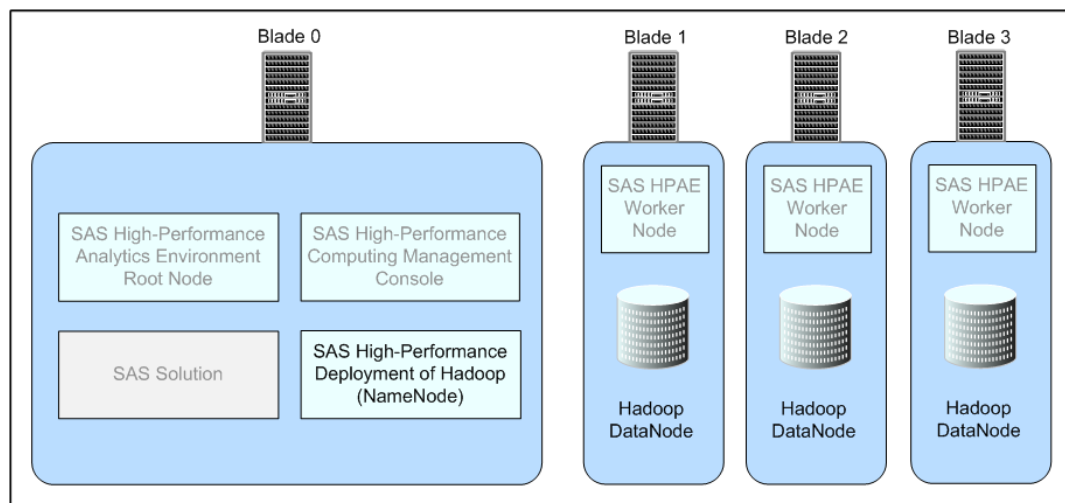 Blade 0
Blade 1
Blade 2
Blade 3
SAS High-Performance
Analytics Environment
Root Node
SAS High-Performance
Computing Management
Console
SAS Solution
SAS High-Performance
Deployment of Hadoop
(NameNode)
SAS HPAE
Worker
Node
Hadoop
DataNode
SAS HPAE
Worker
Node
Hadoop
DataNode
SAS HPAE
Worker
Node
Hadoop
DataNode